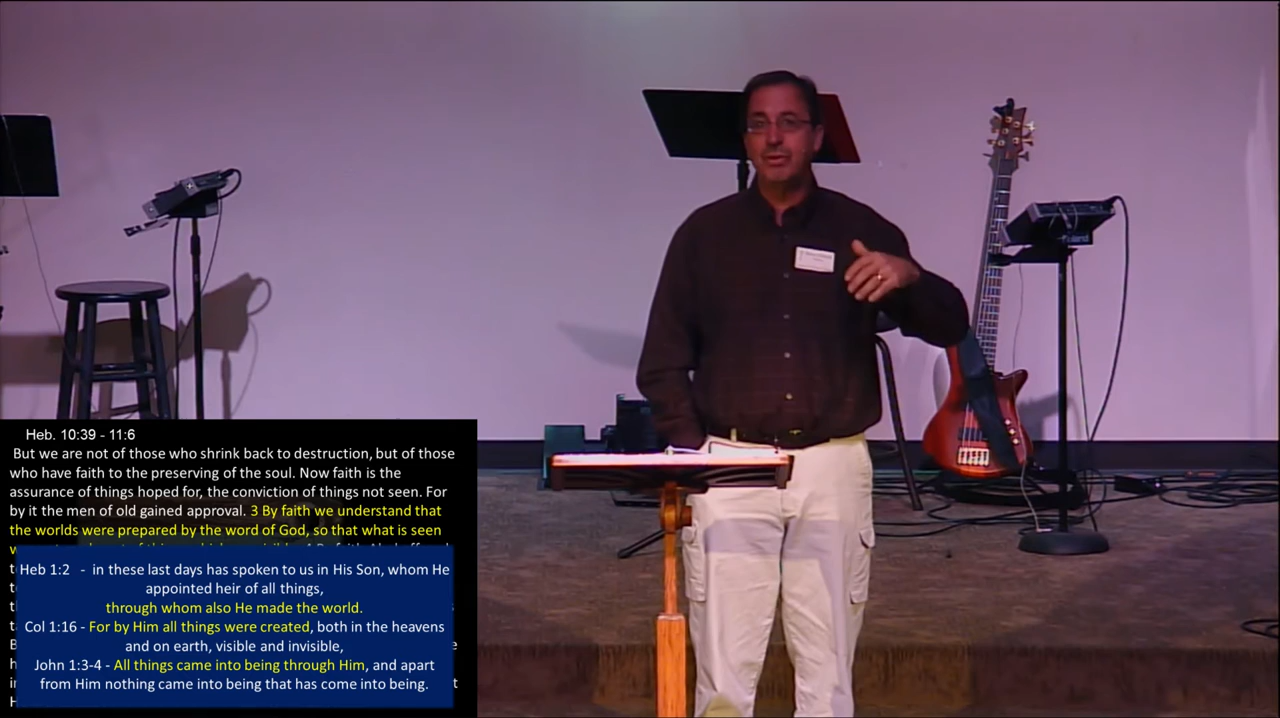 Heb. 10:39 - 11:6
But we are not of those who shrink back to destruction, but of those
who have faith to the preserving of the soul. Now faith is the
assurance of things hoped for, the conviction of things not seen. For
by it the men of old gained approval. 3 By faith we understand that
the worlds were prepared by the word of God, so that what is seen
Heb 1:2 - in these last days has spoken to us in His Son, whom He
appointed heir of all things,
through whom also He made the world.
Col 1:16 - For by Him all things were created, both in the heavens
and on earth, visible and invisible,
John 1:3-4 - All things came into being through Him, and apart
from Him nothing came into being that has come into being.